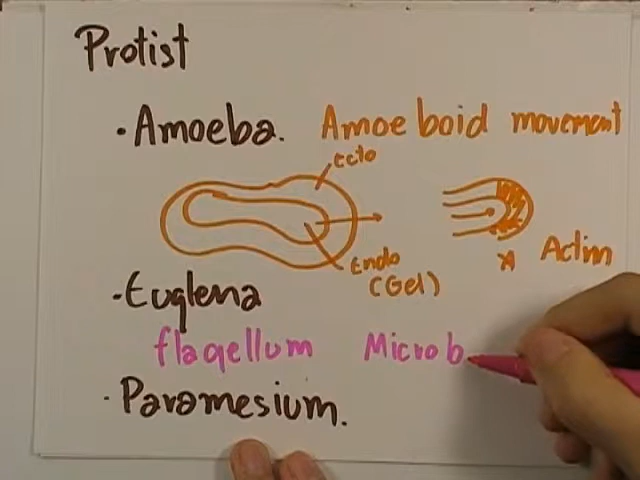 Protist
·Amoeba. Amoeboid movement
Ecto
Endo
(Gel)
Actin
·Euglena
flagellum Microb
·Paramesium.